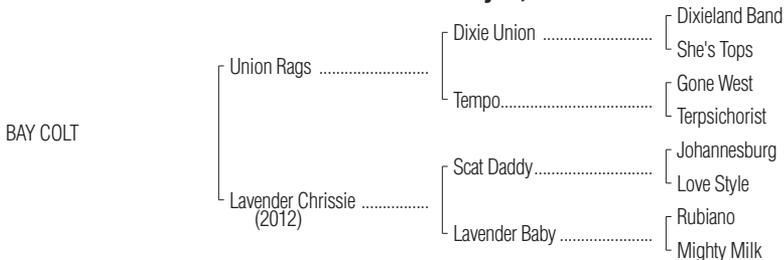 Dixieland Band
Dixie Union ..........................
She's Tops
Union Rags ..........................
Gone West
Tempo....................................
Terpsichorist
BAY COLT
Johannesburg
Scat Daddy............................
Love Style
Lavender Chrissie ................
(2012)
Rubiano
Lavender Baby ......................
Mighty Milk